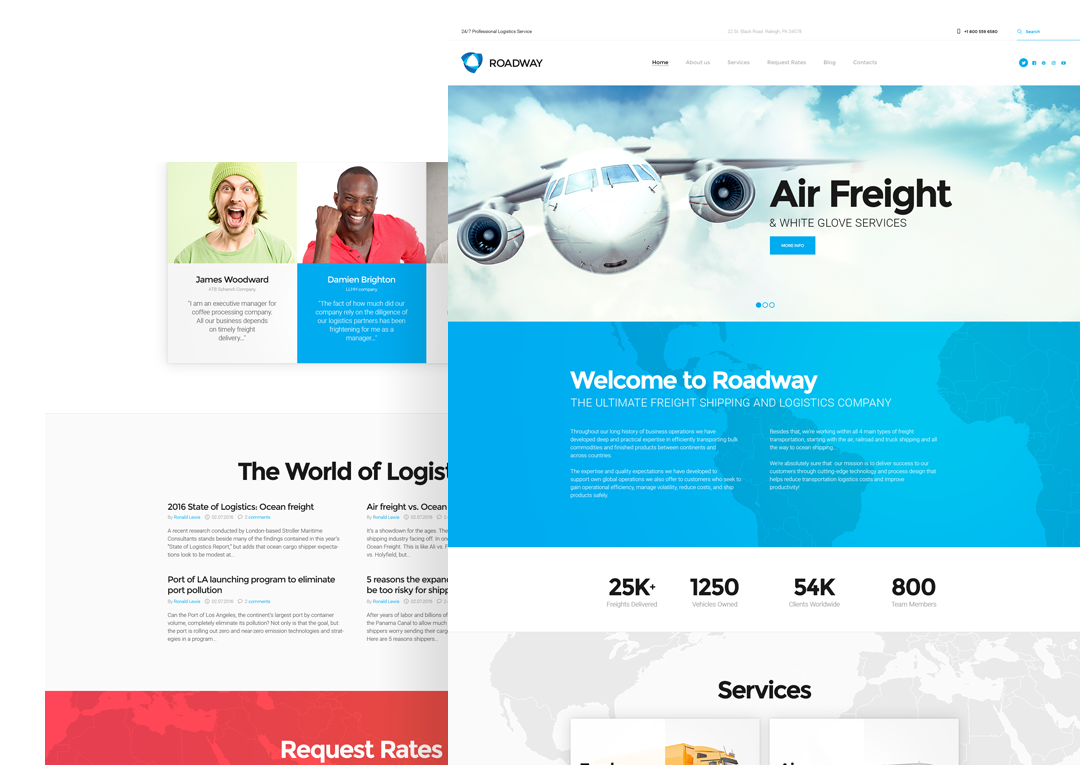 24/7 Professional Logistics Service
22 St. Black Road. Raleigh, PA 34578
+1 800 559 6580
Search
ROADWAY
Home
About us
Services
Request Rates
Blog
Contacts
Air Freight
& WHITE GLOVE SERVICES
MORE INFO
Welcome to Roadway
THE ULTIMATE FREIGHT SHIPPING AND LOGISTICS COMPANY
Throughout our long history of business operations we have
developed deep and practical expertise in efficiently transporting bulk
commodities and finished products between continents and
across countries.
The expertise and quality expectations we have developed to
support own global operations we also offer to customers who seek to
gain operational efficiency, manage volatility, reduce costs, and ship
products safely.
Besides that, we're working within all 4 main types of freight
transportation, starting with the air, railroad and truck shipping and all
the way to ocean shipping...
We're absolutely sure that our mission is to deliver success to our
customers through cutting-edge technology and process design that
helps reduce transportation logistics costs and improve
productivity!
25K+
Freights Delivered
1250
Vehicles Owned
54K
Clients Worldwide
800
Team Members
Services
James Woodward
ATB Schenck Company
"I am an executive manager for
coffee processing company.
All our business depends
on timely freight
delivery..."
Damien Brighton
"The fact of how much did our
company rely on the diligence of
our logistics partners has been
frightening for me as a
manager..."
The World of Logist
2016 State of Logistics: Ocean freight
By Ronald Lewis 02.07.2016 2 comments
A recent research conducted by London-based Stroller Maritime
Consultants stands beside many of the findings contained in this year's
"State of Logistics Report," but adds that ocean cargo shipper expecta-
tions look to be modest at...
Air freight vs. Ocean
By Ronald Lewis 02.07.2016
It's a showdown for the ages. The
shipping industry facing off. In one
Ocean Freight. This is like Ali vs. F
vs. Holyfield, but...
Port of LA launching program to eliminate
port pollution
By Ronald Lewis 02.07.2016 2 comments
Can the Port of Los Angeles, the continent's largest port by container
volume, completely eliminate its pollution? Not only is that the goal, but
the port is rolling out zero and near-zero emission technologies and strat-
egies in a program...
5 reasons the expan
be too risky for shipp
By Ronald Lewis 02.07.2016
After years of labor and billions of
the Panama Canal to allow much
shippers worry sending their cargo
Here are 5 reasons shippers...
Request Rates